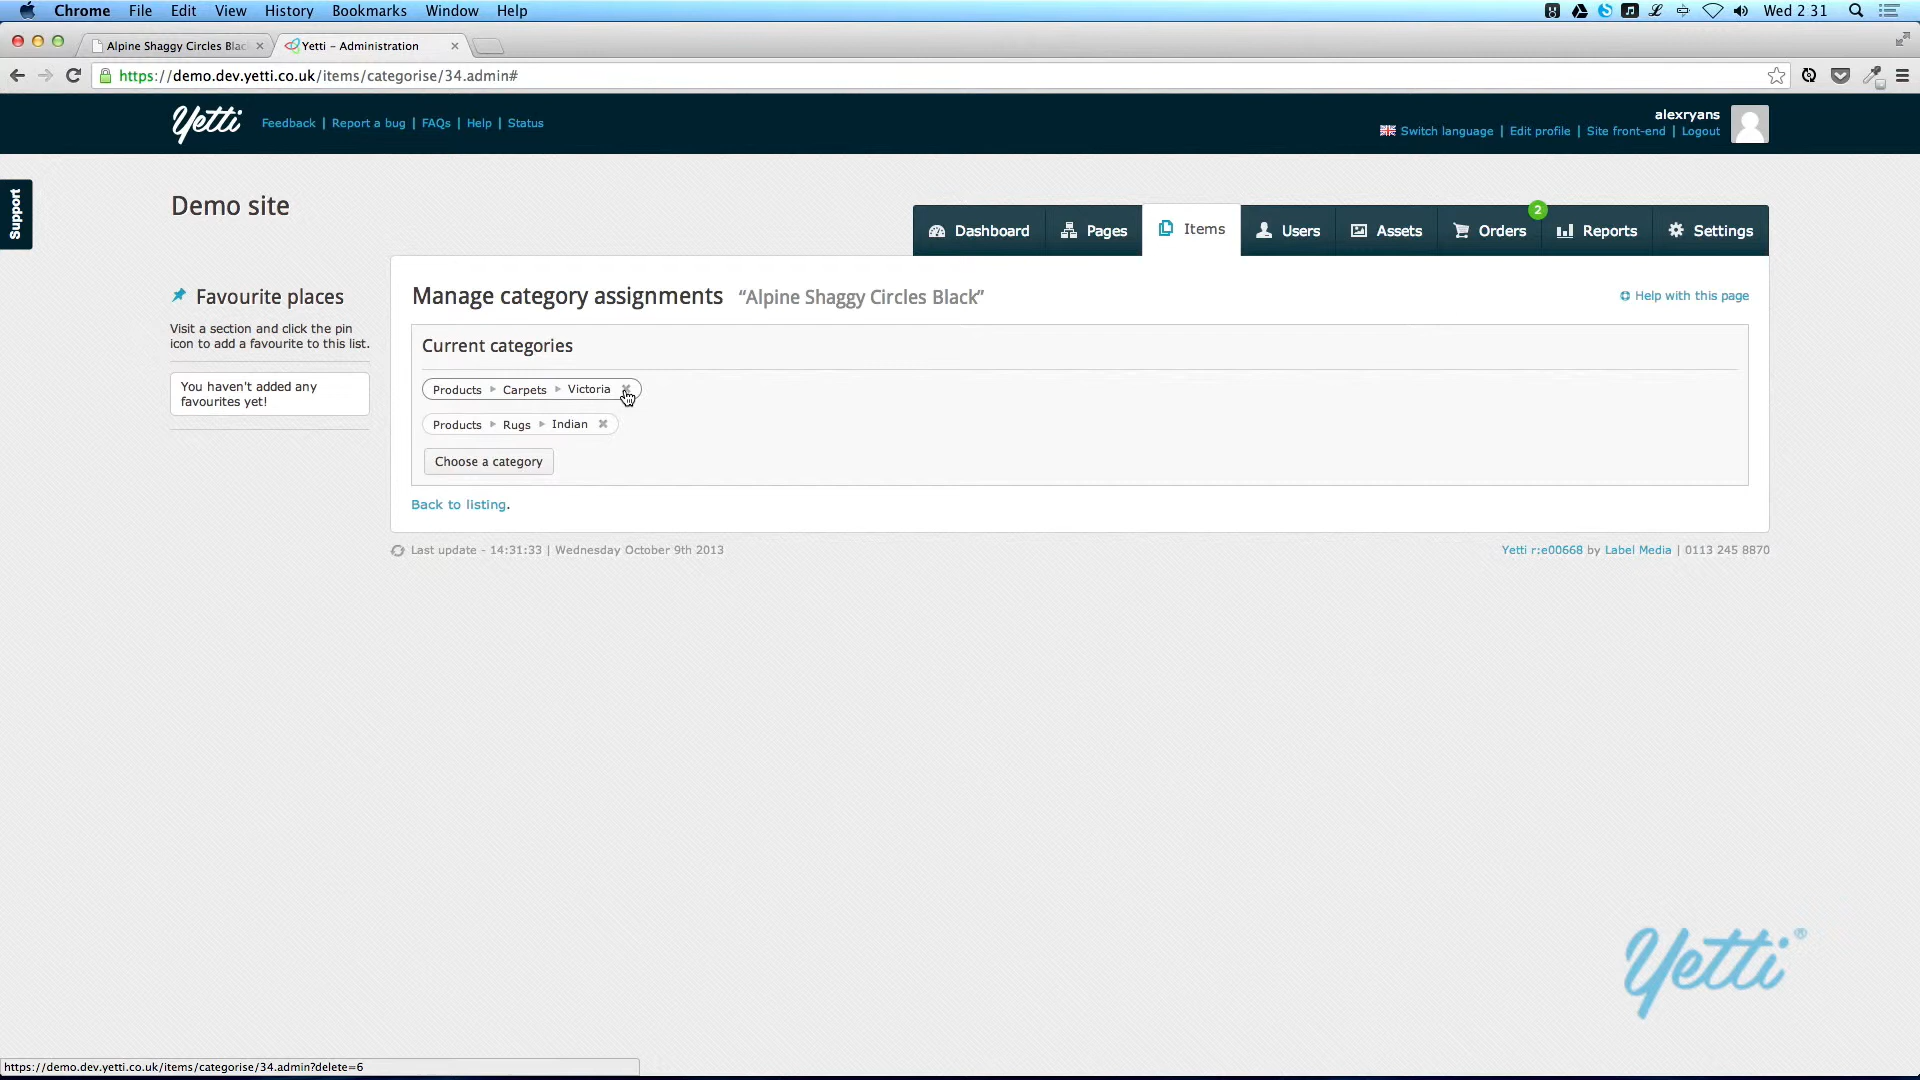 Chrome File Edit View History Bookmarks Window Help Wed 2 31
Alpine Shaggy Circles Blac
Yetti – Administration
https://demo.dev.yetti.co.uk/items/categorise/34.admin#
Yetti
Feedback | Report a bug | FAQs | Help | Status
alexryans
Switch language | Edit profile | Site front-end | Logout
Support
Demo site
2
Dashboard Pages Items Users Assets Orders Reports Settings
Favourite places
Visit a section and click the pin
icon to add a favourite to this list.
You haven't added any
favourites yet!
Manage category assignments “Alpine Shaggy Circles Black”
Help with this page
Current categories
Products Carpets Victoria
Products Rugs Indian
Choose a category
Back to listing.
Last update - 14:31:33 | Wednesday October 9th 2013
Yetti r:e00668 by Label Media | 0113 245 8870
Yetti®
https://demo.dev.yetti.co.uk/items/categorise/34.admin?delete=6